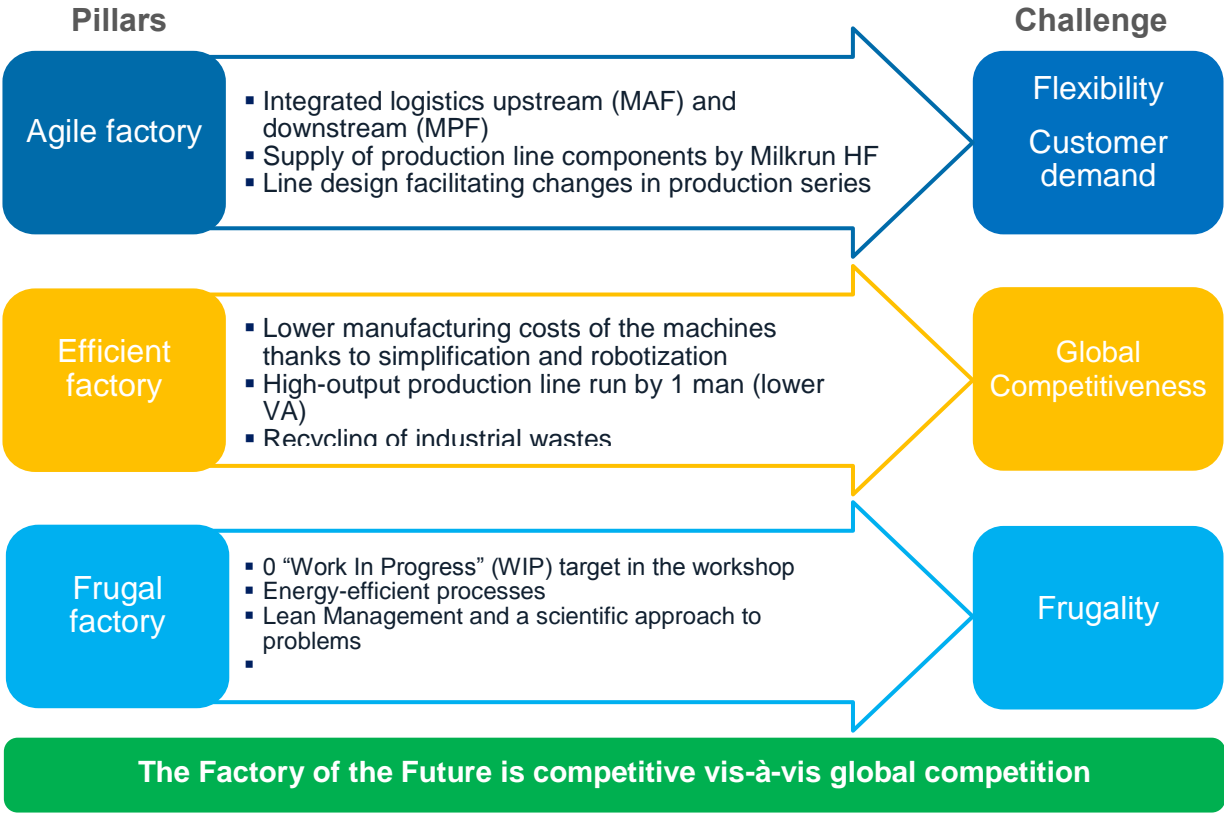 Pillars
Challenge
Agile factory
▪ Integrated logistics upstream (MAF) and
downstream (MPF)
▪ Supply of production line components by Milkrun HF
▪ Line design facilitating changes in production series
Flexibility
Customer
demand
Efficient
factory
▪ Lower manufacturing costs of the machines
thanks to simplification and robotization
▪ High-output production line run by 1 man (lower
VA)
▪ Recycling of industrial wastes
Global
Competitiveness
Frugal
factory
▪ 0 “Work In Progress” (WIP) target in the workshop
▪ Energy-efficient processes
▪ Lean Management and a scientific approach to
problems
▪
Frugality
The Factory of the Future is competitive vis-à-vis global competition